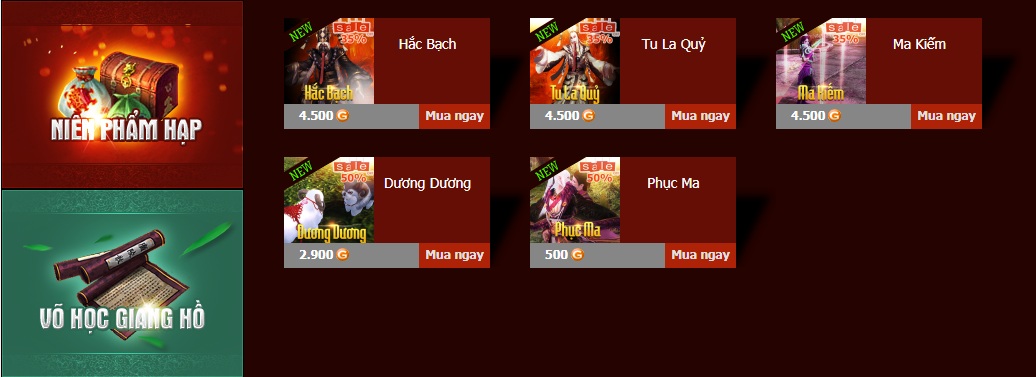 NIÊN PHẨM HẠP
VÕ HỌC GIANG HỒ
NEW
sale
35%
Hắc Bạch
Hắc Bạch
4.500 G
Mua ngay
NEW
sale
35%
Tu La Quỷ
Tu La Quỷ
4.500 G
Mua ngay
NEW
sale
35%
Ma Kiếm
Ma Kiếm
4.500 G
Mua ngay
NEW
sale
50%
Dương Dương
Dương Dương
2.900 G
Mua ngay
NEW
sale
50%
Phục Ma
Phục Ma
500 G
Mua ngay